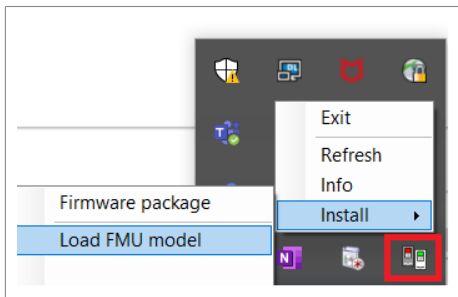 Exit
Refresh
Info
Install
Firmware package
Load FMU model